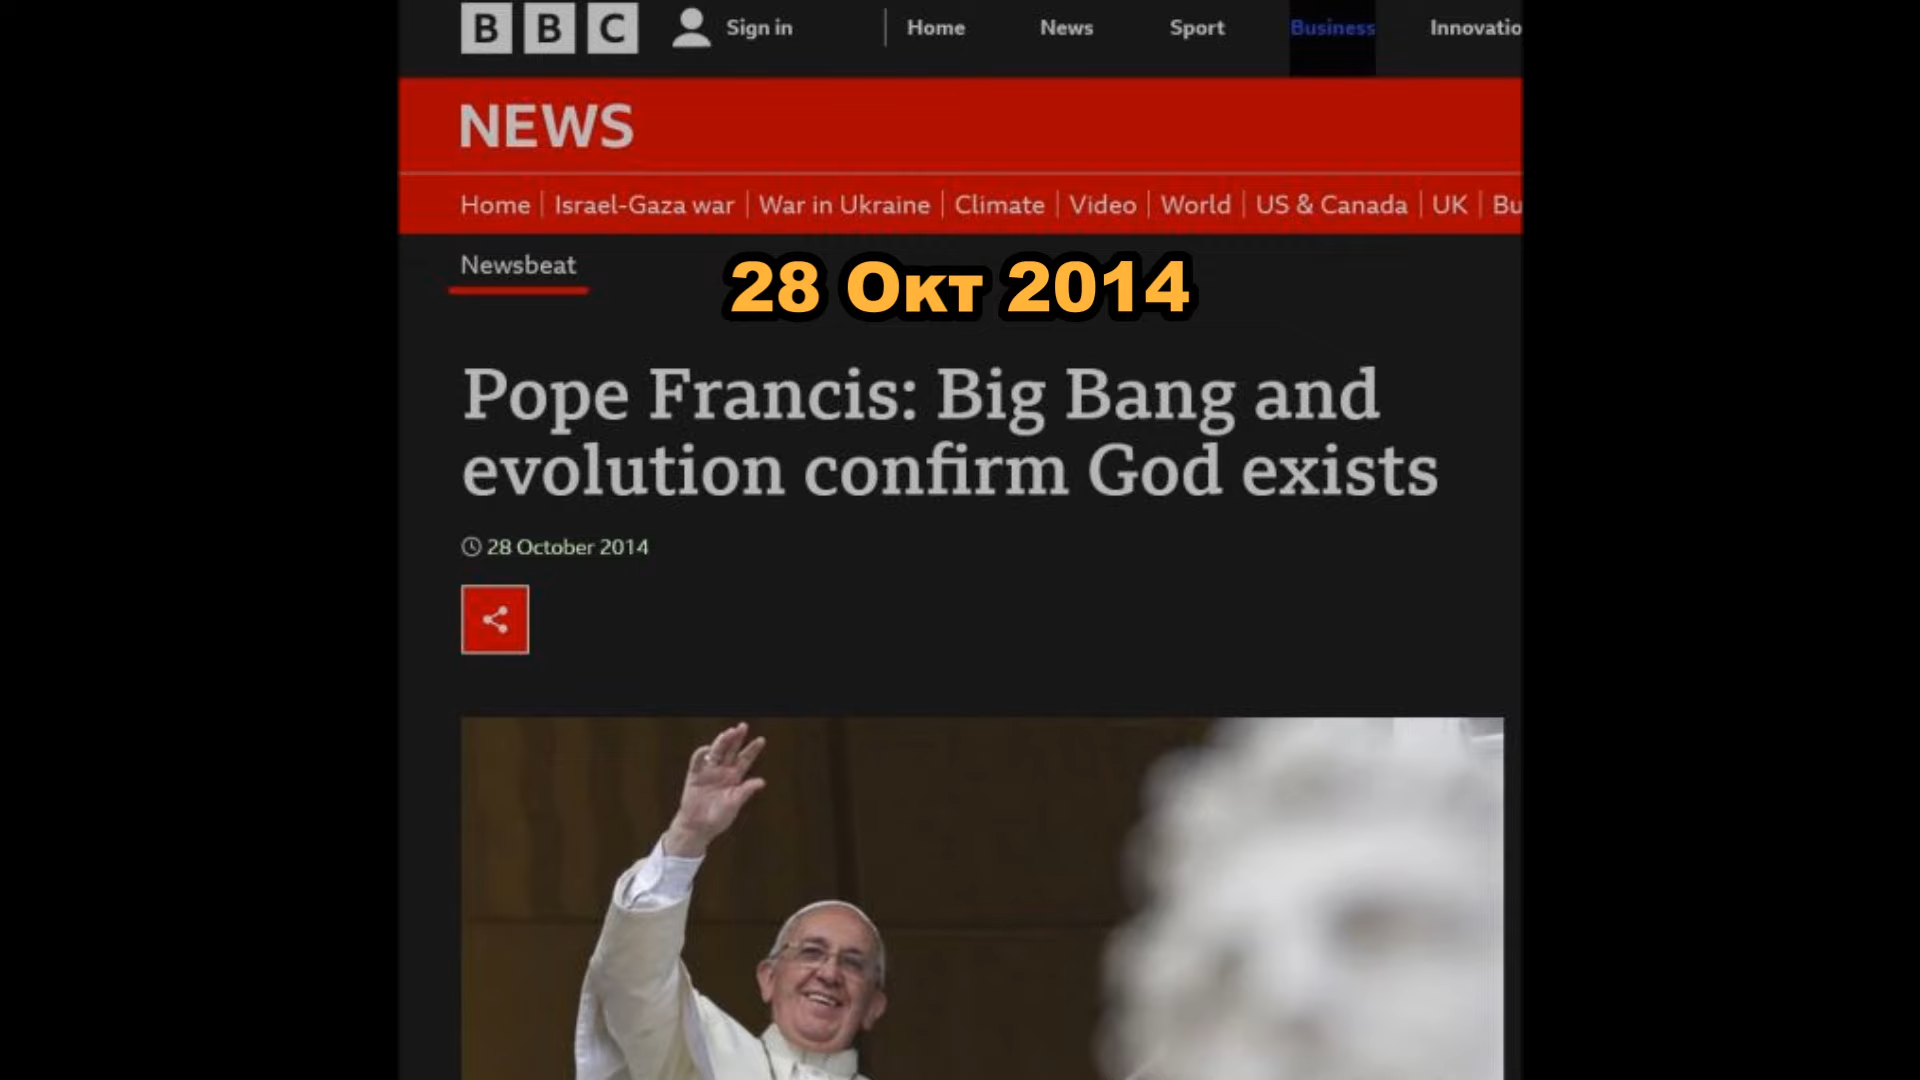 BBC Sign in Home News Sport Business Innovatio
NEWS
Home Israel-Gaza war War in Ukraine Climate Video World US & Canada UK Bu
Newsbeat
28 Окт 2014
Pope Francis: Big Bang and
evolution confirm God exists
28 October 2014